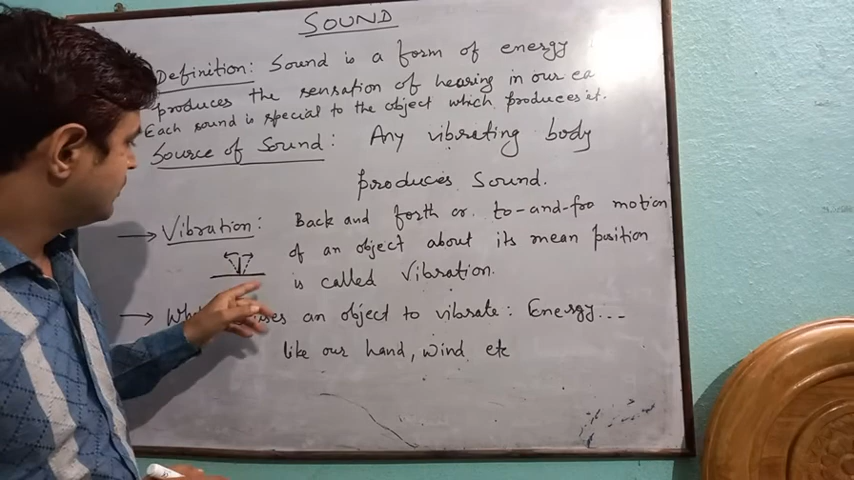 SOUND
Definition: Sound is a form of energy
produces the sensation of hearing in our ea
Each sound is special to the object which produces it.
Source of Sound: Any vibrating body
produces Sound.
→ Vibration: Back and forth or to-and-fro motion
of an object about its mean position
is called Vibration.
→ an object to vibrate: Energy...
like our hand, wind etc